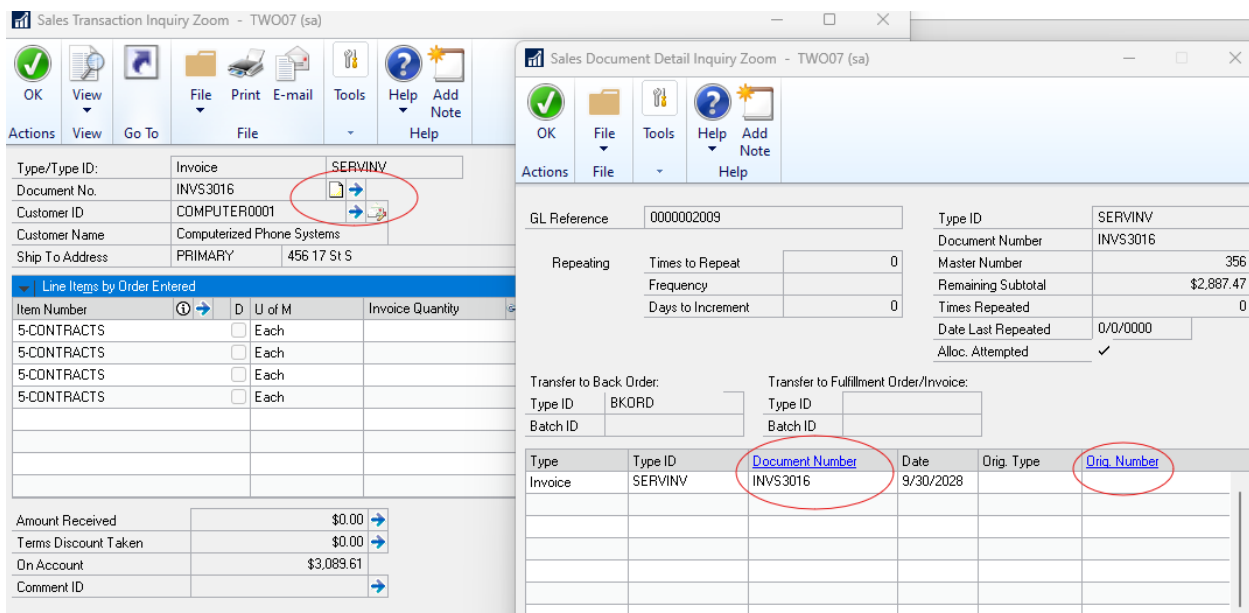 Sales Transaction Inquiry Zoom - TWO07 (sa)
OK View File Print E-mail Tools Help Add Note
Actions View Go To File Help
Type/Type ID: Invoice SERVINV
Document No. INVS3016
Customer ID COMPUTER0001
Customer Name Computerized Phone Systems
Ship To Address PRIMARY 456 17 St S
Line Items by Order Entered
Item Number D U of M Invoice Quantity
5-CONTRACTS Each
5-CONTRACTS Each
5-CONTRACTS Each
5-CONTRACTS Each
Amount Received $0.00
Terms Discount Taken $0.00
On Account $3,089.61
Comment ID
Sales Document Detail Inquiry Zoom - TWO07 (sa)
OK File Tools Help Add Note
Actions File Help
GL Reference 0000002009
Repeating Times to Repeat 0
Frequency
Days to Increment 0
Type ID SERVINV
Document Number INVS3016
Master Number 356
Remaining Subtotal $2,887.47
Times Repeated 0
Date Last Repeated 0/0/0000
Alloc. Attempted ✓
Transfer to Back Order: Transfer to Fulfillment Order/Invoice:
Type ID BKORD Type ID
Batch ID Batch ID
Type Type ID Document Number Date Orig. Type Orig. Number
Invoice SERVINV INVS3016 9/30/2028